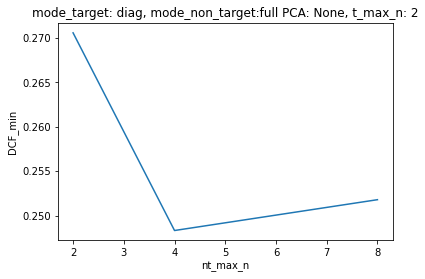 mode_target: diag, mode_non_target:full PCA: None, t_max_n: 2
0.270
0.265
0.260
0.255
0.250
DCF_min
2 3 4 5 6 7 8
nt_max_n